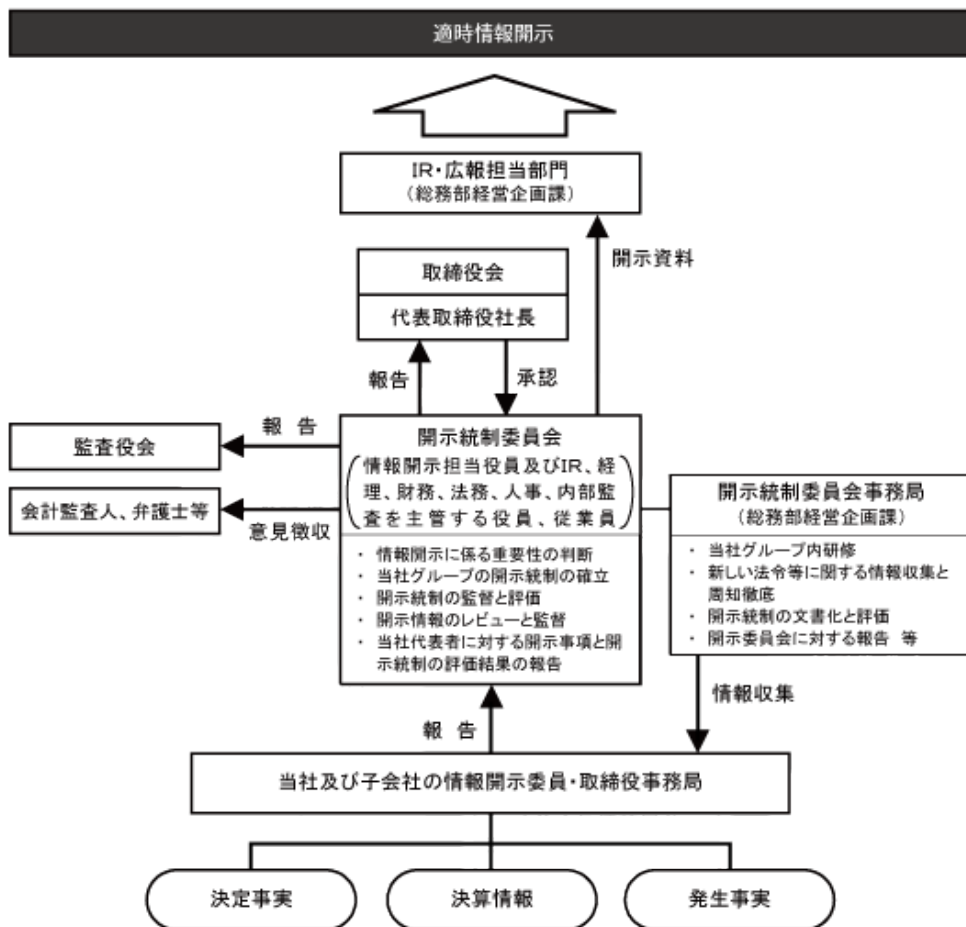 適時情報開示
IR・広報担当部門
（総務部経営企画課）
開示資料
取締役会
代表取締役社長
報告
承認
報 告
監査役会
会計監査人、弁護士等
意見徴収
開示統制委員会
情報開示担当役員及びIR、経
理、財務、法務、人事、内部監
査を主管する役員、従業員
・ 情報開示に係る重要性の判断
・ 当社グループの開示統制の確立
・ 開示統制の監督と評価
・ 開示情報のレビューと監督
・ 当社代表者に対する開示事項と開
示統制の評価結果の報告
開示統制委員会事務局
（総務部経営企画課）
・ 当社グループ内研修
・ 新しい法令等に関する情報収集と
周知徹底
・ 開示統制の文書化と評価
・ 開示委員会に対する報告 等
報 告
情報収集
当社及び子会社の情報開示委員・取締役事務局
決定事実
決算情報
発生事実